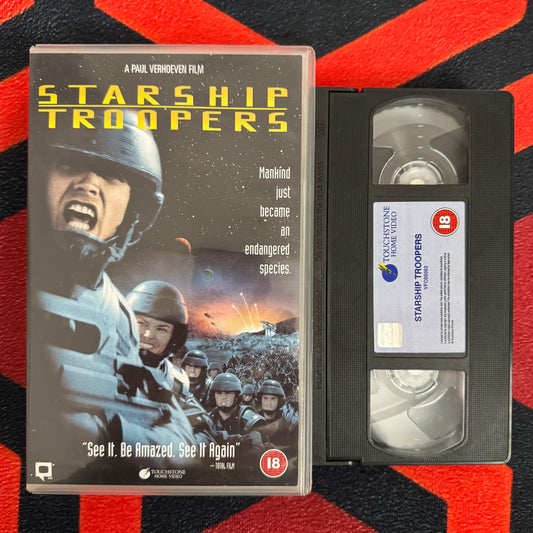 A PAUL VERHOEVEN FILM
STARSHIP
TROOPERS
Mankind
just
became
an
endangered
species.
"See It. Be Amazed. See It Again"
—TOTAL FILM
TOUCHSTONE
HOME VIDEO
18
TOUCHSTONE
HOME VIDEO
18
STARSHIP TROOPERS